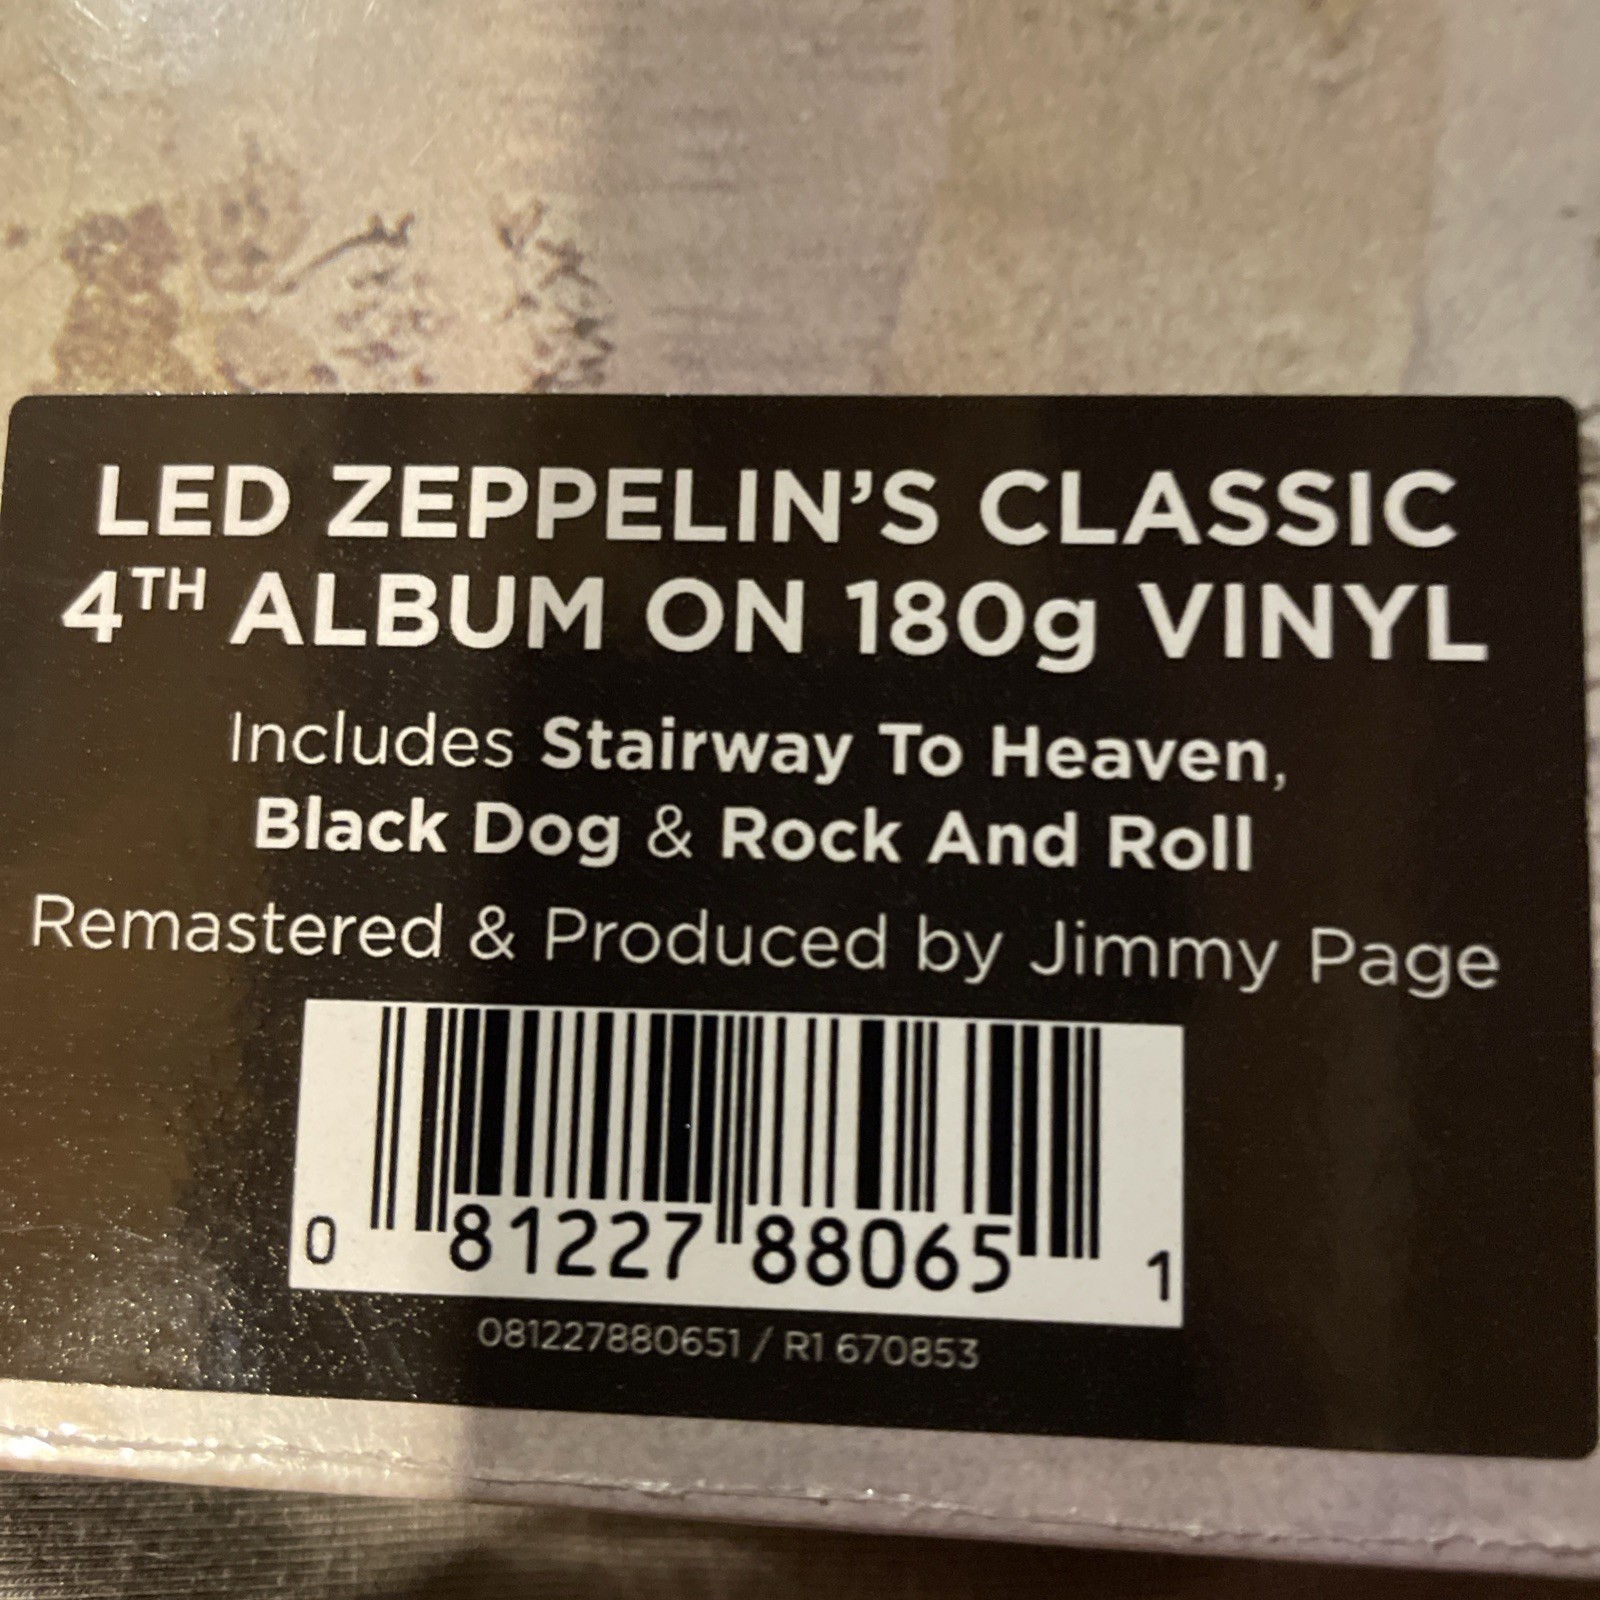 LED ZEPPELIN'S CLASSIC
4TH ALBUM ON 180g VINYL
Includes Stairway To Heaven,
Black Dog & Rock And Roll
Remastered & Produced by Jimmy Page
0 81227 88065 1
081227880651 / R1 670853